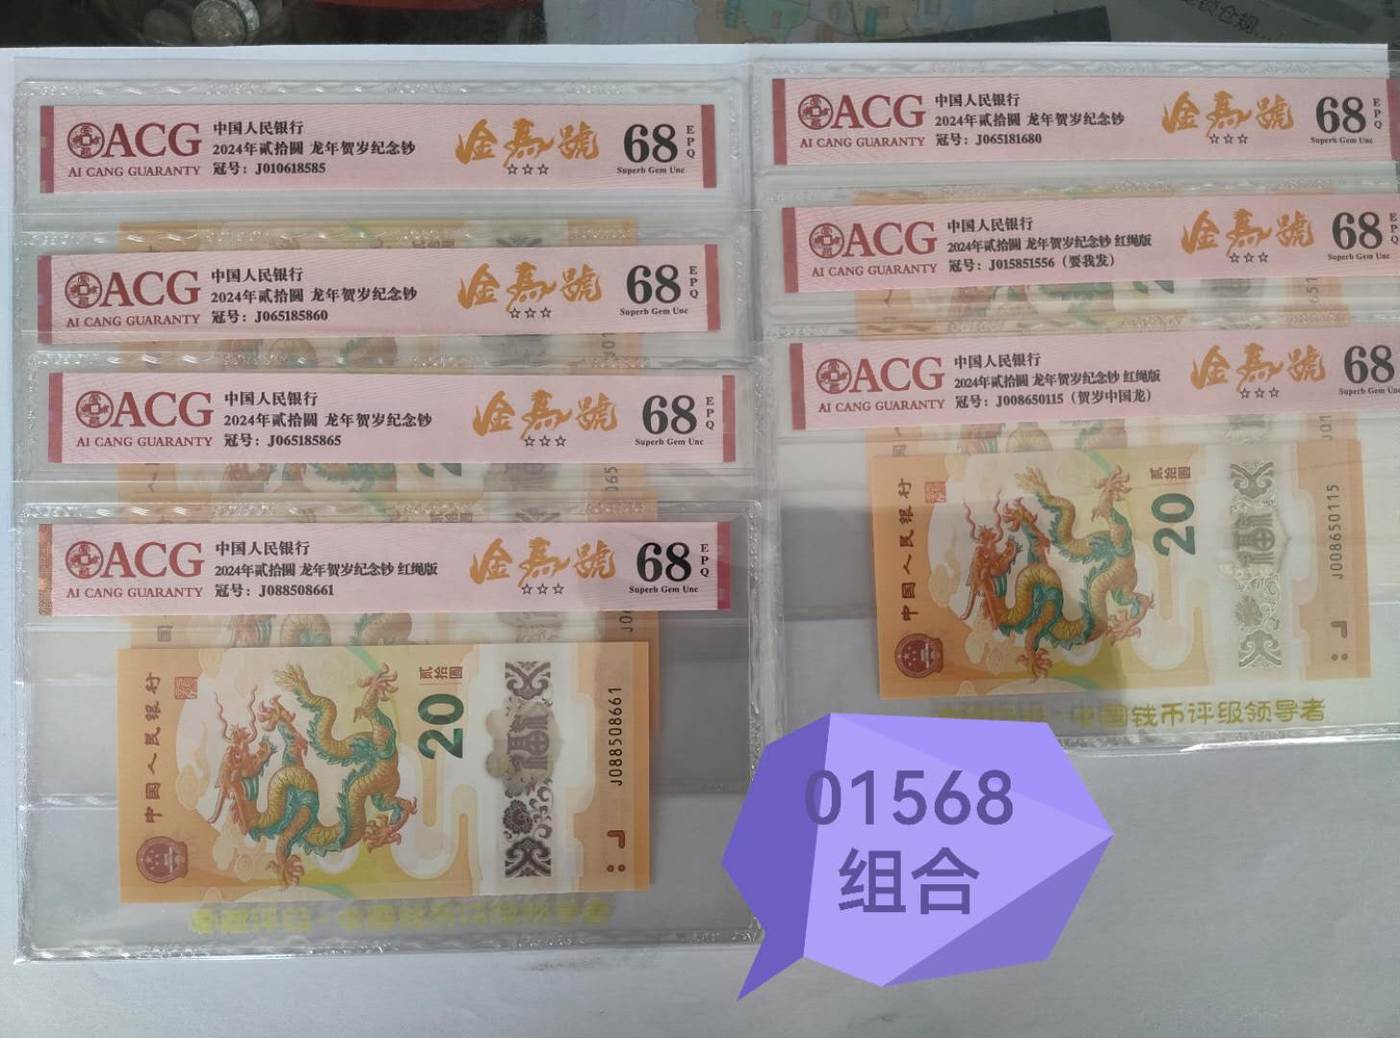 ACG
AI CANG GUARANTY
中国人民银行
2024年贰拾圆 龙年贺岁纪念钞
冠号：J010618585
金馬號
☆☆☆
68
EPQ
Superb Gem Unc
ACG
AI CANG GUARANTY
中国人民银行
2024年贰拾圆 龙年贺岁纪念钞
冠号：J065185860
金馬號
☆☆☆
68
EPQ
Superb Gem Unc
ACG
AI CANG GUARANTY
中国人民银行
2024年贰拾圆 龙年贺岁纪念钞
冠号：J065185865
金馬號
☆☆☆
68
EPQ
Superb Gem Unc
ACG
AI CANG GUARANTY
中国人民银行
2024年贰拾圆 龙年贺岁纪念钞 红绳版
冠号：J088508661
金馬號
☆☆☆
68
EPQ
Superb Gem Unc
中国人民银行
贰拾圆
20
J088508661
ACG
AI CANG GUARANTY
中国人民银行
2024年贰拾圆 龙年贺岁纪念钞
冠号：J065181680
金馬號
☆☆☆
68
EPQ
Superb Gem Unc
ACG
AI CANG GUARANTY
中国人民银行
2024年贰拾圆 龙年贺岁纪念钞 红绳版
冠号：J015851556（要我发）
金馬號
☆☆☆
68
EPQ
Superb Gem Unc
ACG
AI CANG GUARANTY
中国人民银行
2024年贰拾圆 龙年贺岁纪念钞 红绳版
冠号：J008650115（贺岁中国龙）
金馬號
☆☆☆
68
Superb Gem Unc
中国人民银行
贰拾圆
20
J008650115
中国钱币评级领导者
01568
组合